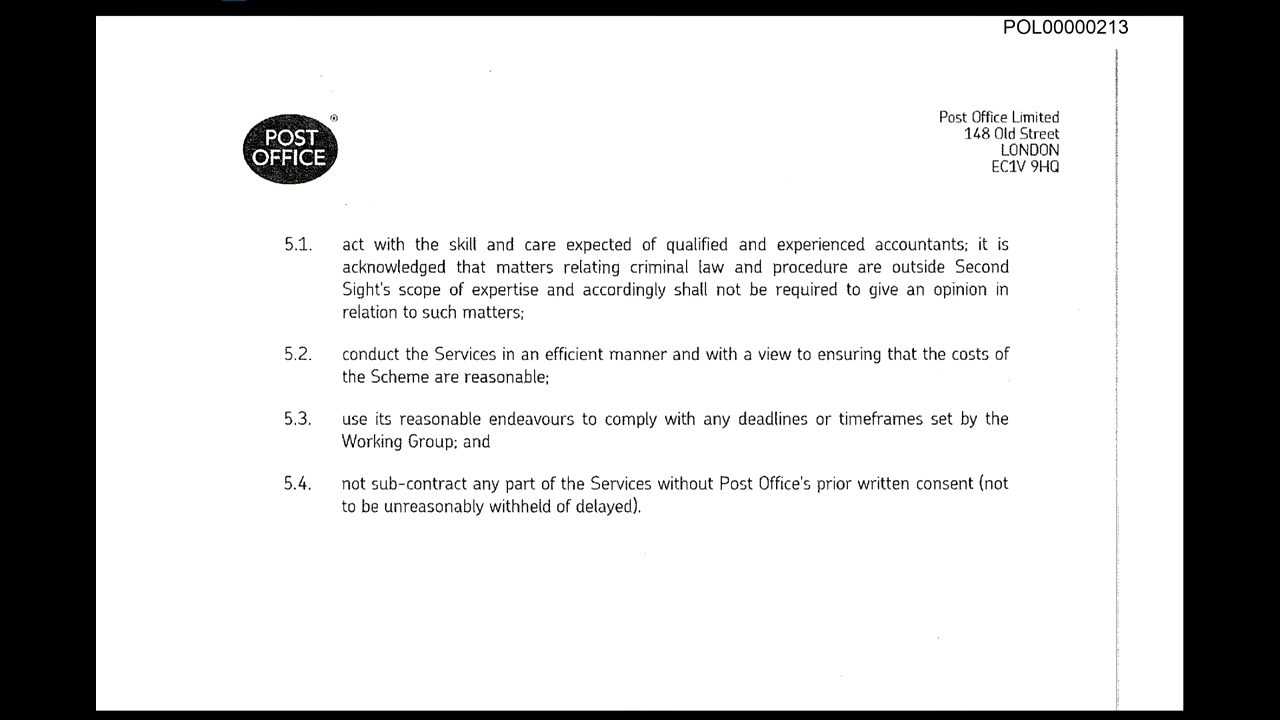 POL00000213
POST
OFFICE
®
Post Office Limited
148 Old Street
LONDON
EC1V 9HQ
5.1. act with the skill and care expected of qualified and experienced accountants; it is
acknowledged that matters relating criminal law and procedure are outside Second
Sight's scope of expertise and accordingly shall not be required to give an opinion in
relation to such matters;
5.2. conduct the Services in an efficient manner and with a view to ensuring that the costs of
the Scheme are reasonable;
5.3. use its reasonable endeavours to comply with any deadlines or timeframes set by the
Working Group; and
5.4. not sub-contract any part of the Services without Post Office's prior written consent (not
to be unreasonably withheld of delayed).